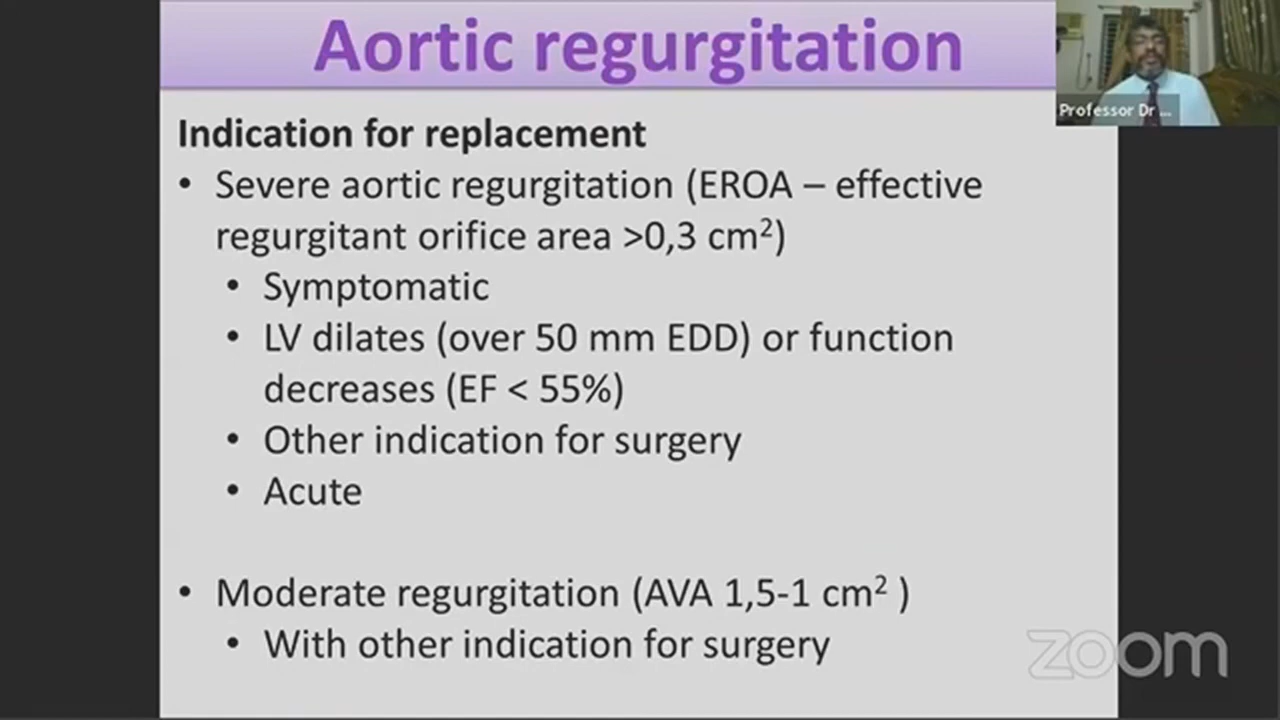 Aortic regurgitation
Professor Dr ...
Indication for replacement
• Severe aortic regurgitation (EROA – effective
regurgitant orifice area >0,3 cm²)
• Symptomatic
• LV dilates (over 50 mm EDD) or function
decreases (EF < 55%)
• Other indication for surgery
• Acute
• Moderate regurgitation (AVA 1,5-1 cm² )
• With other indication for surgery
zoom